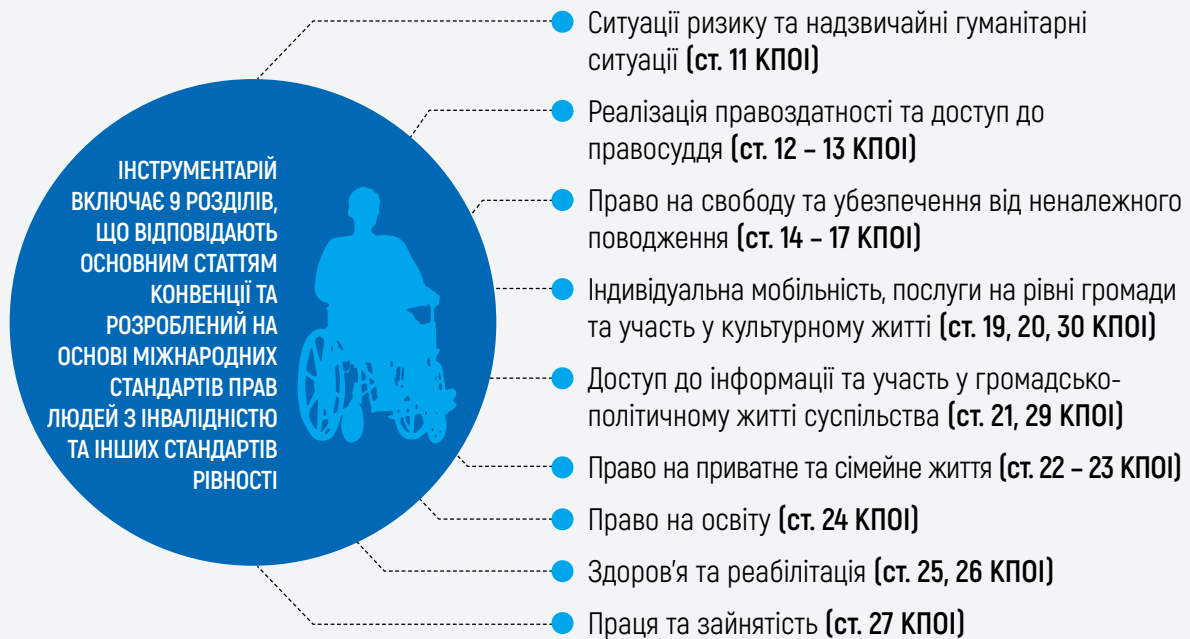 ІНСТРУМЕНТАРІЙ
ВКЛЮЧАЄ 9 РОЗДІЛІВ,
ЩО ВІДПОВІДАЮТЬ
ОСНОВНИМ СТАТТЯМ
КОНВЕНЦІЇ ТА
РОЗРОБЛЕНИЙ НА
ОСНОВІ МІЖНАРОДНИХ
СТАНДАРТІВ ПРАВ
ЛЮДЕЙ З ІНВАЛІДНІСТЮ
ТА ІНШИХ СТАНДАРТІВ
РІВНОСТІ
Ситуації ризику та надзвичайні гуманітарні
ситуації (ст. 11 КПОІ)
Реалізація правоздатності та доступ до
правосуддя (ст. 12 – 13 КПОІ)
Право на свободу та убезпечення від неналежного
поводження (ст. 14 – 17 КПОІ)
Індивідуальна мобільність, послуги на рівні громади
та участь у культурному житті (ст. 19, 20, 30 КПОІ)
Доступ до інформації та участь у громадсько-
політичному житті суспільства (ст. 21, 29 КПОІ)
Право на приватне та сімейне життя (ст. 22 – 23 КПОІ)
Право на освіту (ст. 24 КПОІ)
Здоров'я та реабілітація (ст. 25, 26 КПОІ)
Праця та зайнятість (ст. 27 КПОІ)